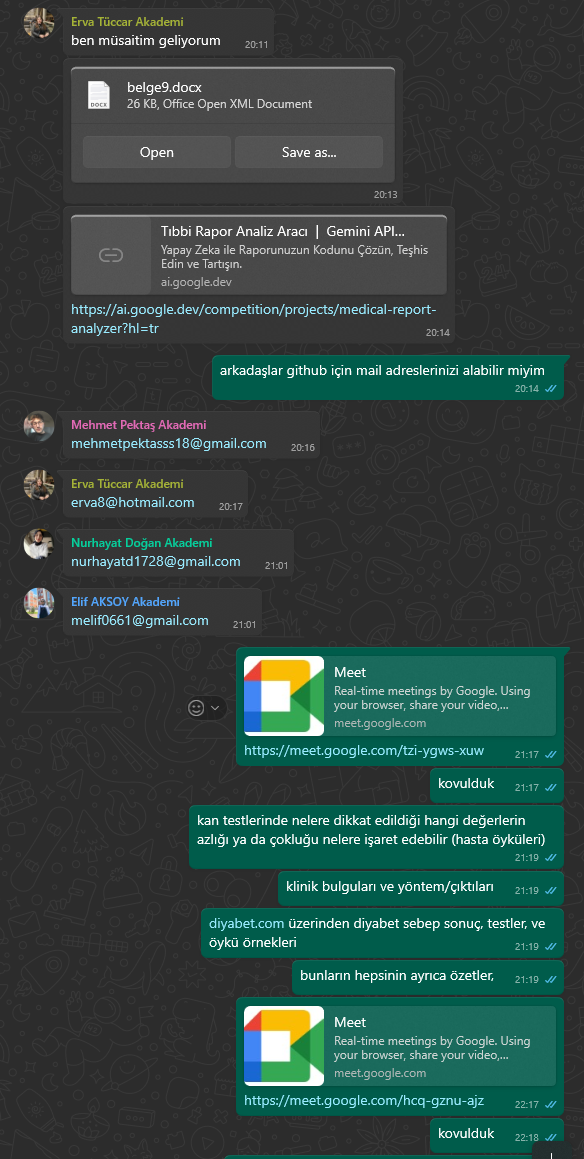 Erva Tüccar Akademi
ben müsaitim geliyorum
20:11
belge9.docx
26 KB, Office Open XML Document
DOCX
Open
Save as...
20:13
Tıbbi Rapor Analiz Aracı | Gemini API...
Yapay Zeka ile Raporunuzun Kodunu Çözün, Teşhis
Edin ve Tartışın.
ai.google.dev
https://ai.google.dev/competition/projects/medical-report-
analyzer?hl=tr
20:14
arkadaşlar github için mail adreslerinizi alabilir miyim
20:14
Mehmet Pektaş Akademi
mehmetpektasss18@gmail.com
20:16
Erva Tüccar Akademi
erva8@hotmail.com
20:17
Nurhayat Doğan Akademi
nurhayatd1728@gmail.com
21:01
Elif AKSOY Akademi
melif0661@gmail.com
21:01
Meet
Real-time meetings by Google. Using
your browser, share your video,...
meet.google.com
https://meet.google.com/tzi-ygws-xuw
21:17
kovulduk
21:17
kan testlerinde nelere dikkat edildiği hangi değerlerin
azlığı ya da çokluğu nelere işaret edebilir (hasta öyküleri)
21:19
klinik bulguları ve yöntem/çıktıları
21:19
diyabet.com üzerinden diyabet sebep sonuç, testler, ve
öykü örnekleri
21:19
bunların hepsinin ayrıca özetler,
21:19
Meet
Real-time meetings by Google. Using
your browser, share your video,...
meet.google.com
https://meet.google.com/hcq-gznu-ajz
22:17
kovulduk
22:18